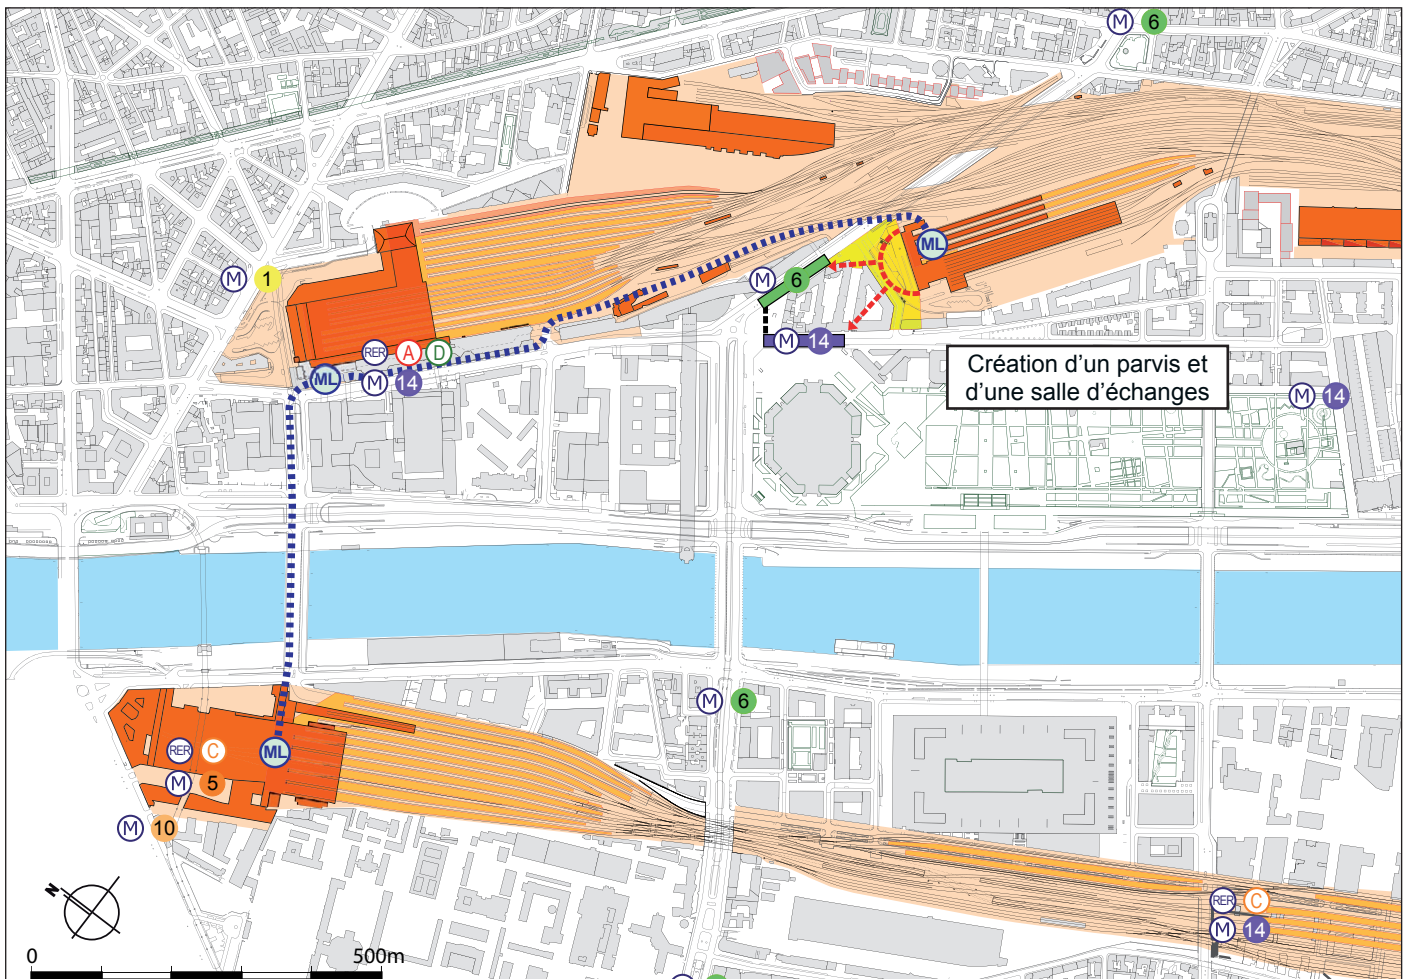 M 6
M 1
ML
M 6
M 14
RER A D
ML
M 14
Création d'un parvis et
d'une salle d'échanges
M 14
M 6
RER C
ML
M 5
M 10
N
RER C
M 14
0 500m